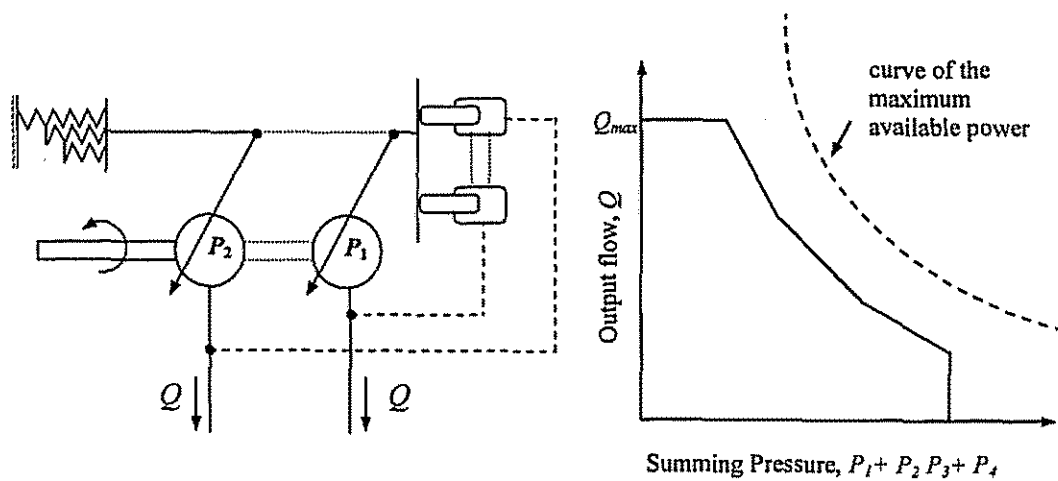 P₂
P₁
Q
Q
curve of the
maximum
available power
Qmax
Output flow, Q
Summing Pressure, P₁+ P₂ P₃+ P₄